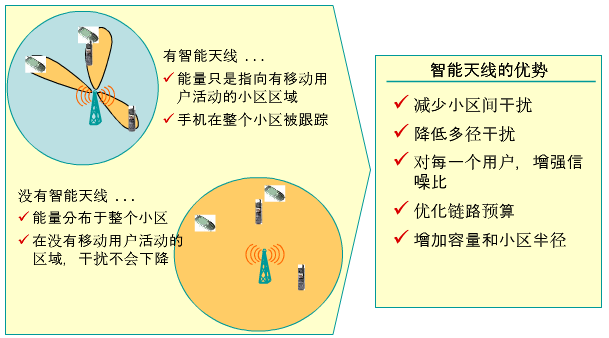 有智能天线 ...
能量只是指向有移动用
户活动的小区区域
手机在整个小区被跟踪
没有智能天线 ...
能量分布于整个小区
在没有移动用户活动的
区域，干扰不会下降
智能天线的优势
减少小区间干扰
降低多径干扰
对每一个用户，增强信
噪比
优化链路预算
增加容量和小区半径